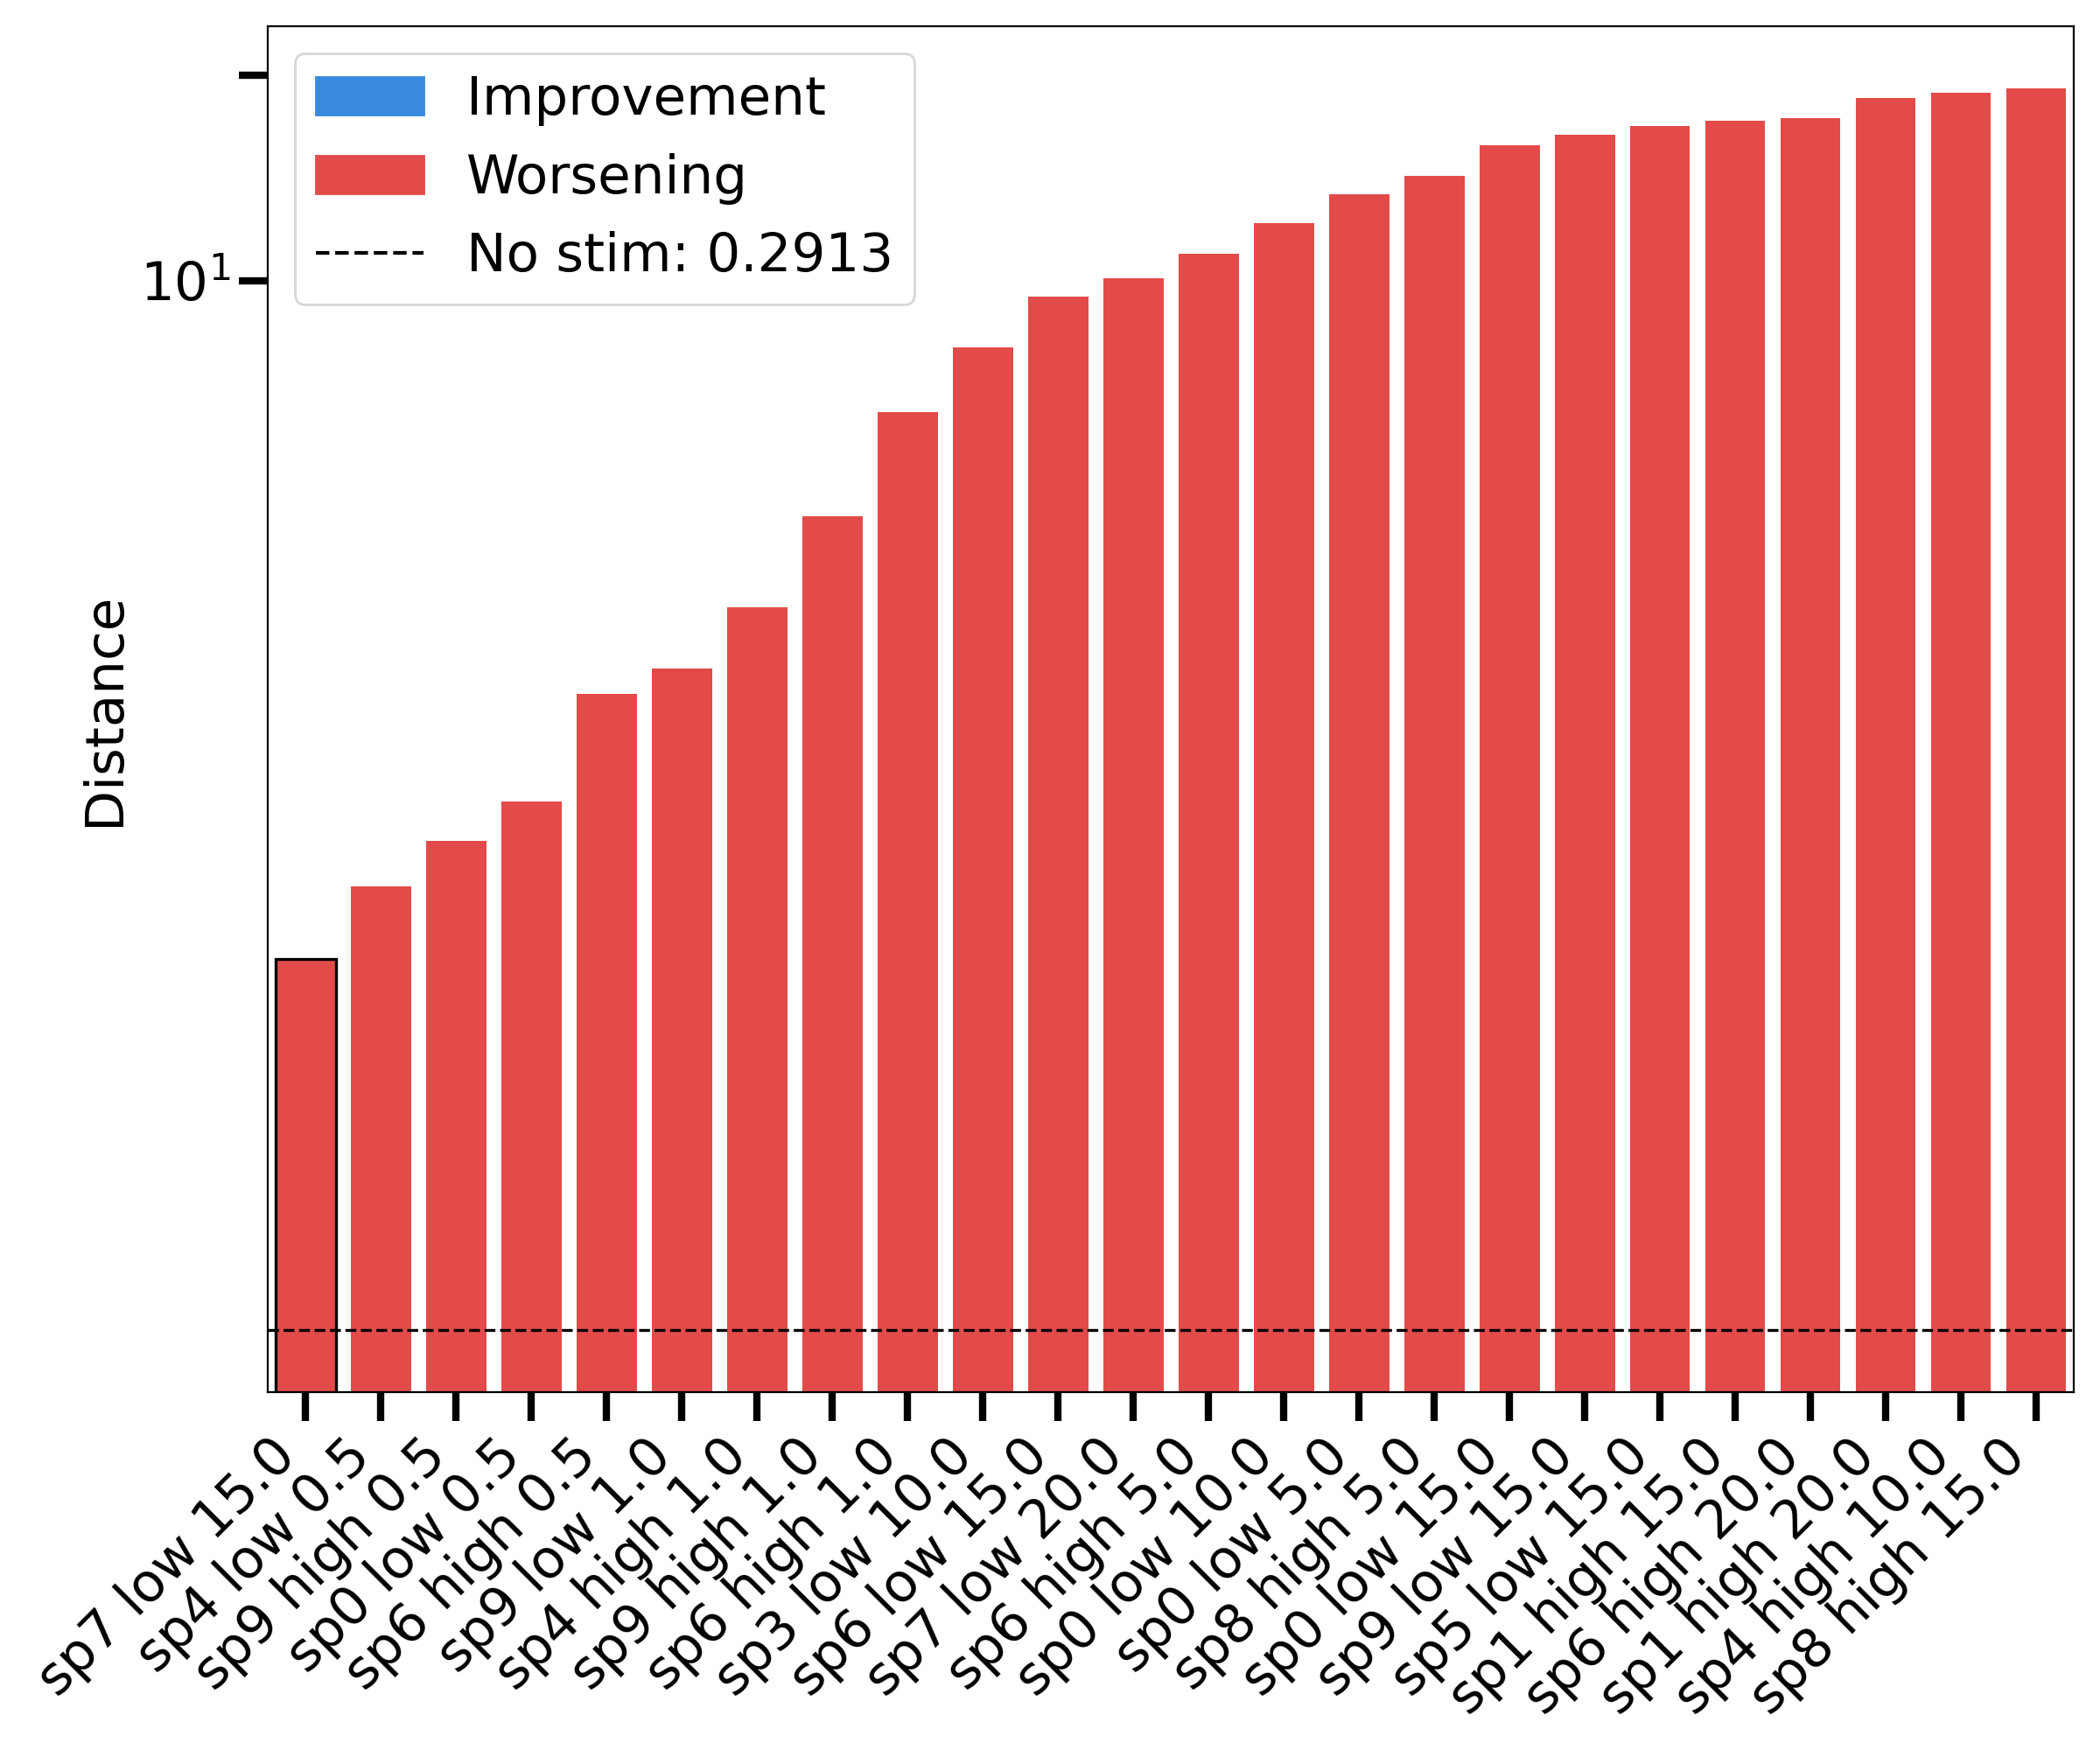 Improvement
Worsening
No stim: 0.2913
10¹
Distance
sp7 low 15.0
sp4 low 0.5
sp9 high 0.5
sp0 low 0.5
sp6 high 0.5
sp9 low 1.0
sp4 high 1.0
sp9 high 1.0
sp6 high 1.0
sp3 low 10.0
sp6 low 15.0
sp7 low 20.0
sp6 high 5.0
sp0 low 10.0
sp0 low 5.0
sp8 high 5.0
sp0 low 15.0
sp9 low 15.0
sp5 low 15.0
sp1 high 15.0
sp6 high 20.0
sp1 high 20.0
sp4 high 10.0
sp8 high 15.0